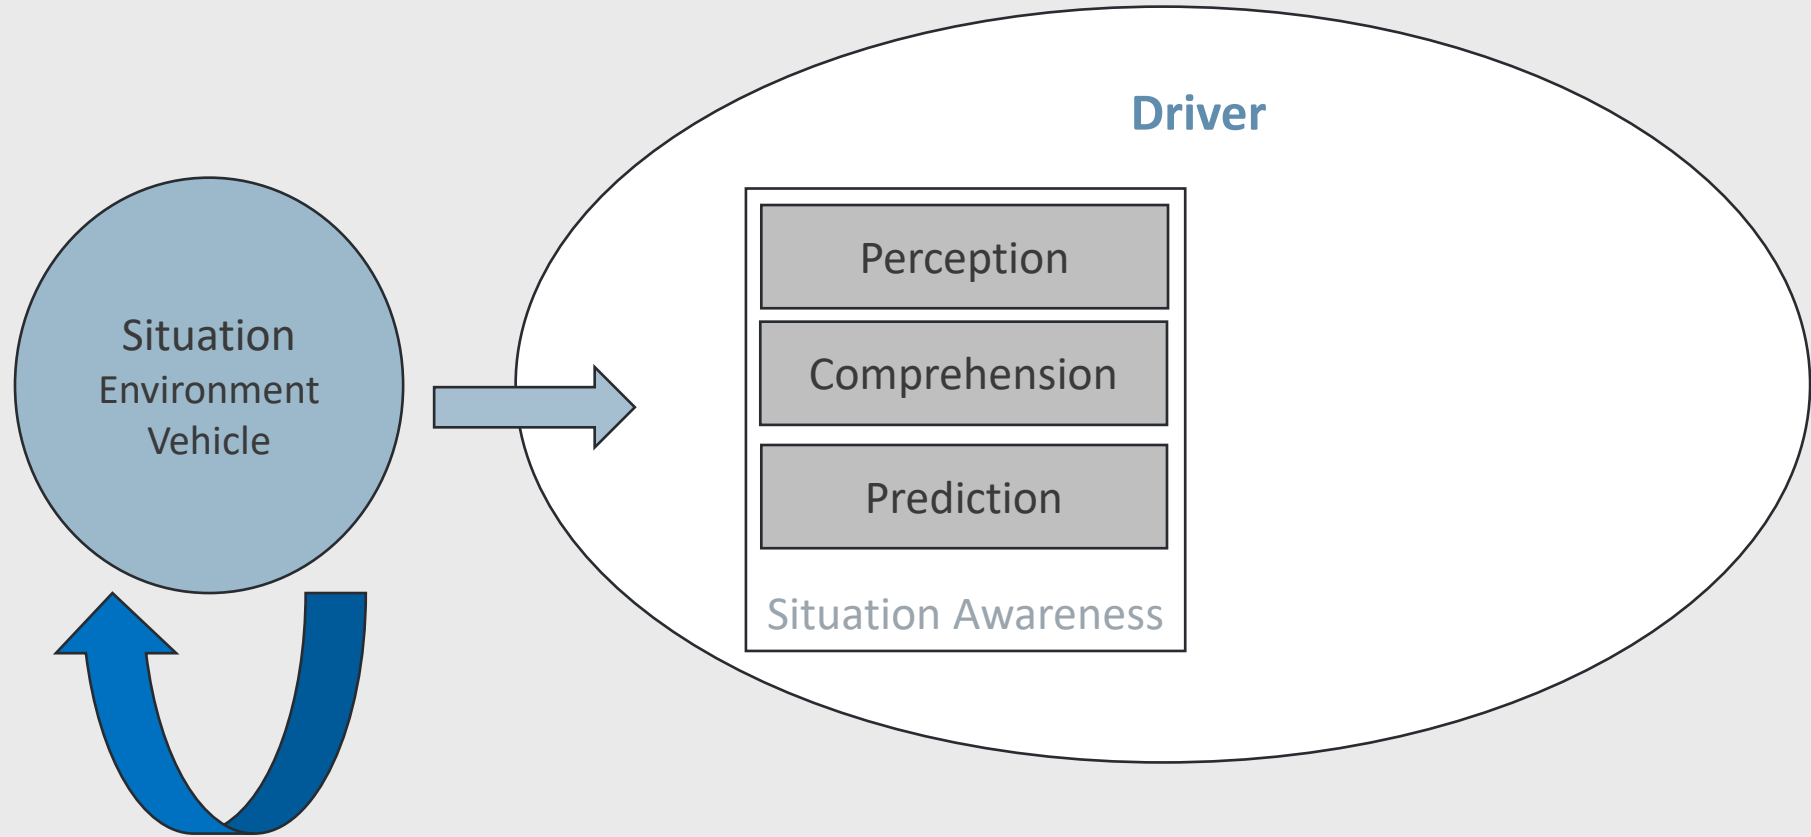 Driver
Situation
Environment
Vehicle
Perception
Comprehension
Prediction
Situation Awareness